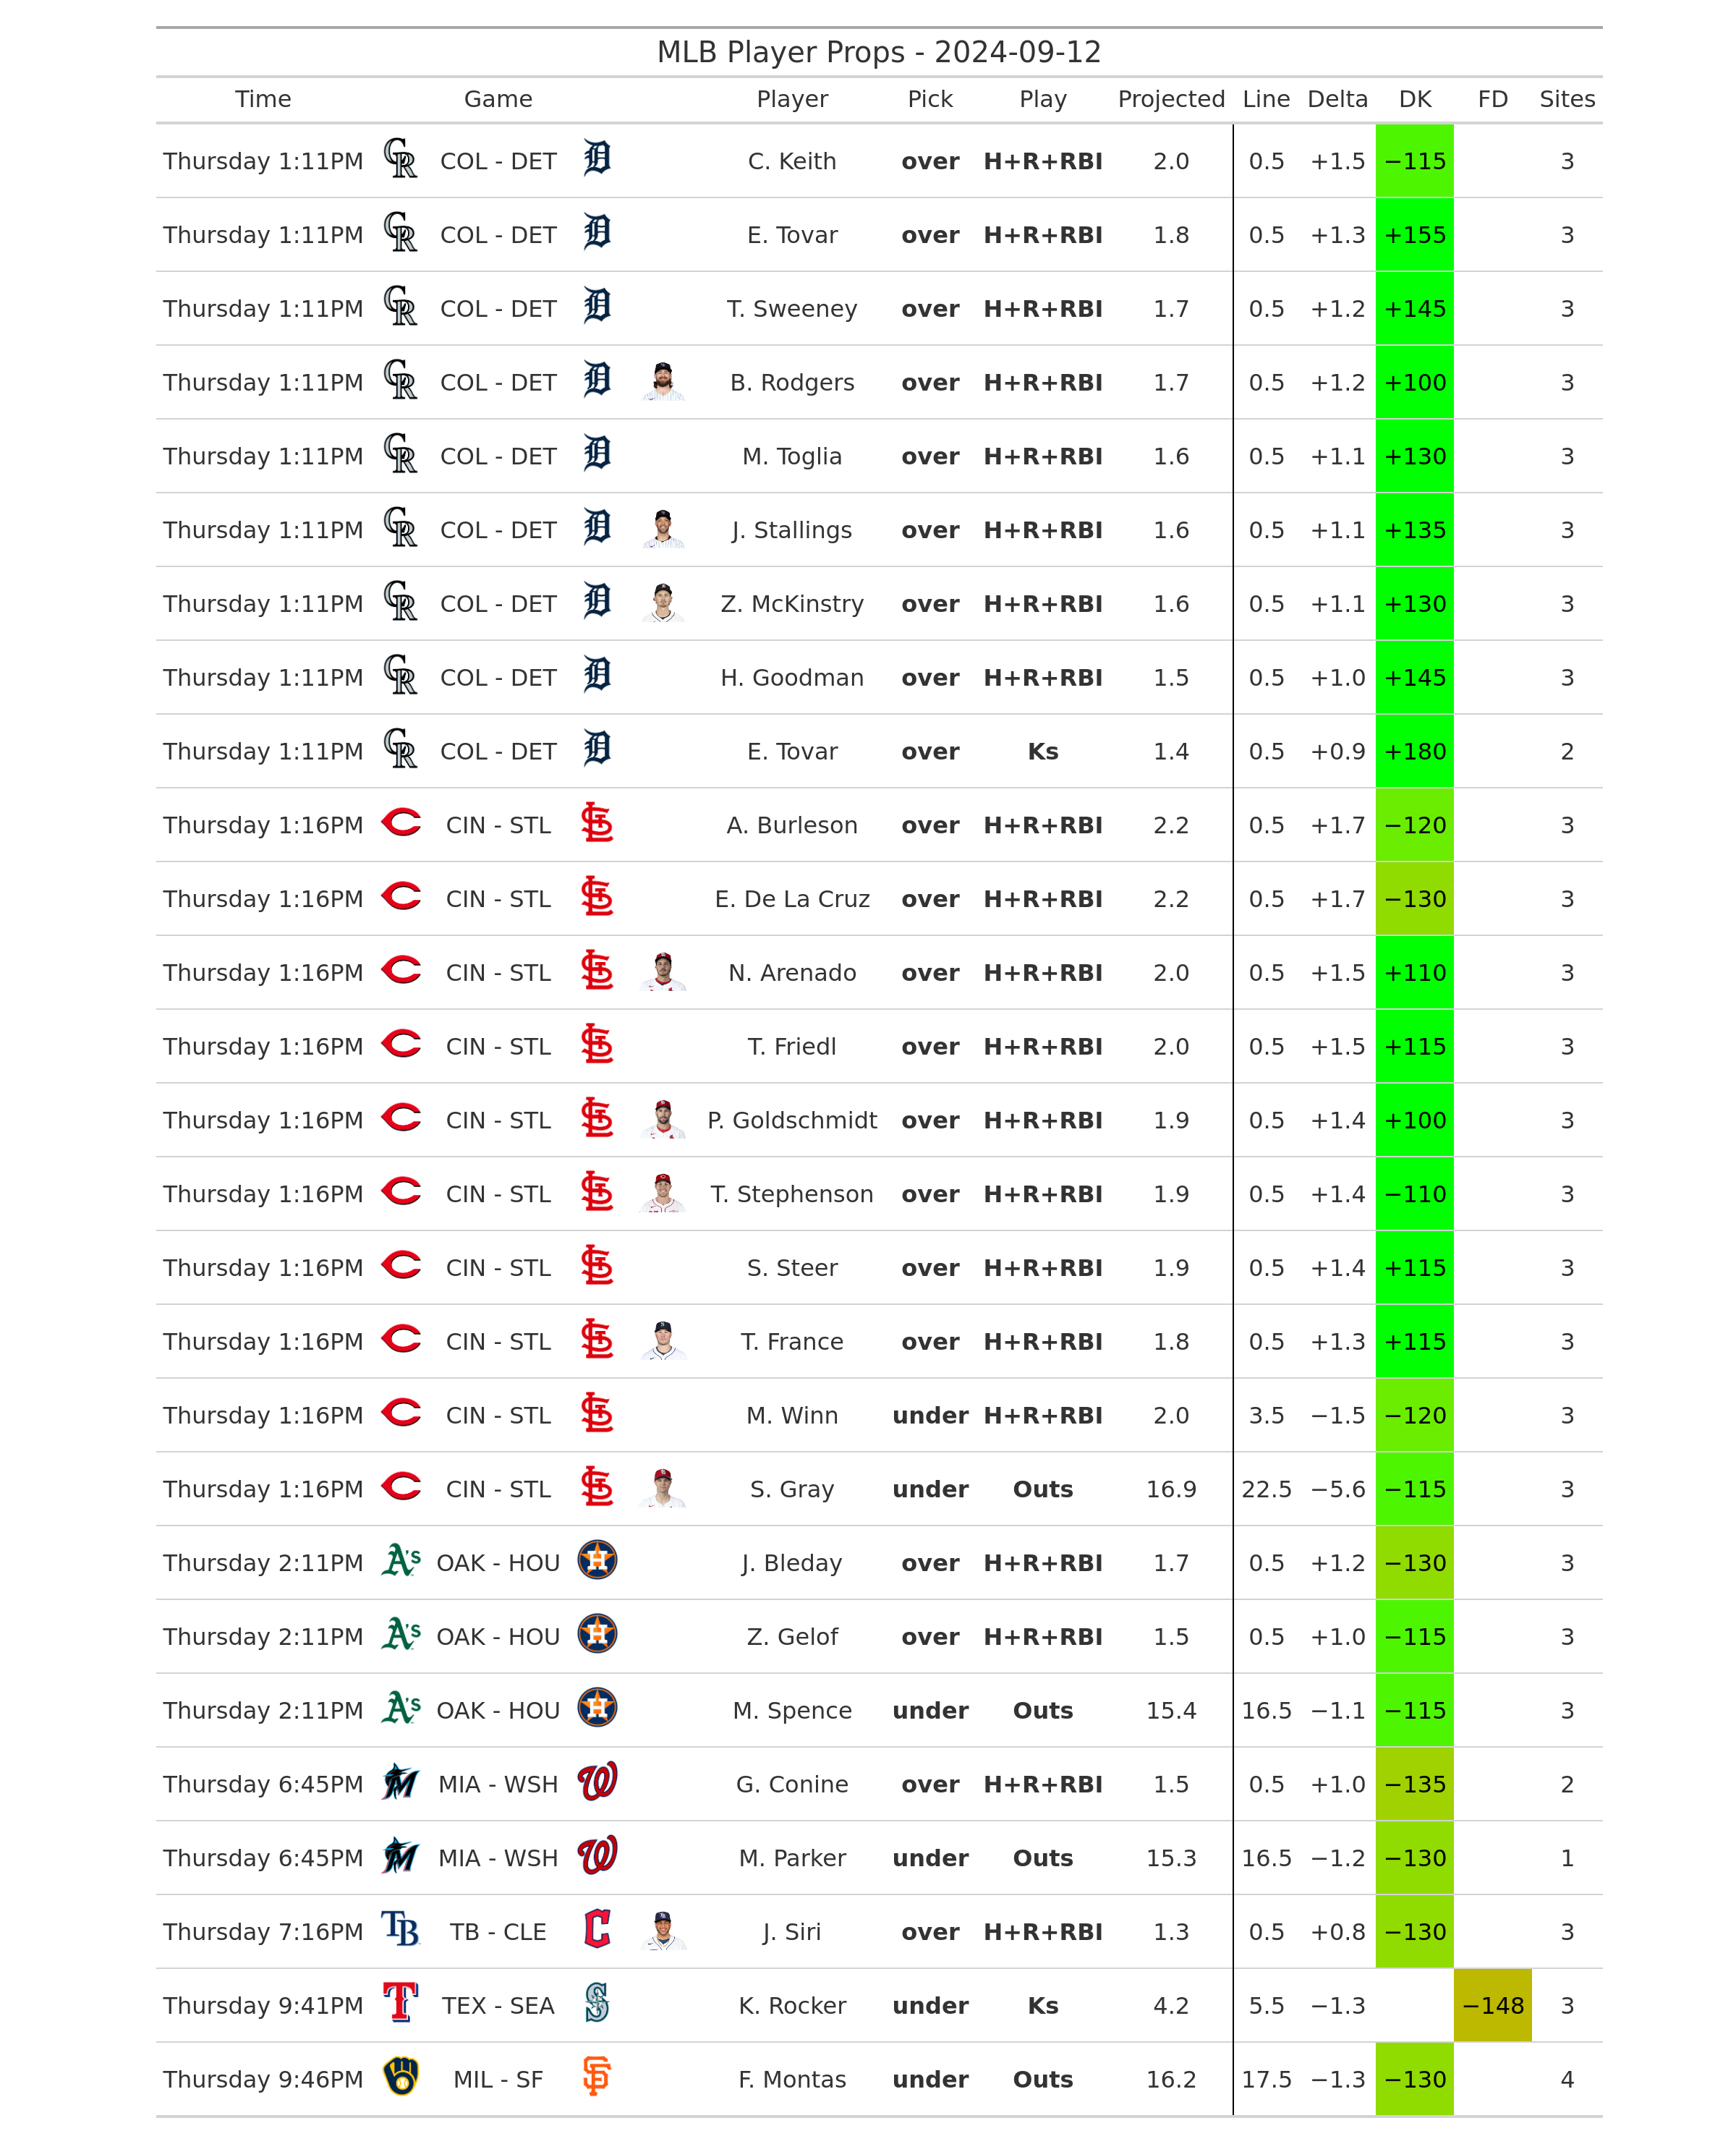 MLB Player Props - 2024-09-12
Time Game Player Pick Play Projected Line Delta DK FD Sites
Thursday 1:11PM COL - DET C. Keith over H+R+RBI 2.0 0.5 +1.5 −115 3
Thursday 1:11PM COL - DET E. Tovar over H+R+RBI 1.8 0.5 +1.3 +155 3
Thursday 1:11PM COL - DET T. Sweeney over H+R+RBI 1.7 0.5 +1.2 +145 3
Thursday 1:11PM COL - DET B. Rodgers over H+R+RBI 1.7 0.5 +1.2 +100 3
Thursday 1:11PM COL - DET M. Toglia over H+R+RBI 1.6 0.5 +1.1 +130 3
Thursday 1:11PM COL - DET J. Stallings over H+R+RBI 1.6 0.5 +1.1 +135 3
Thursday 1:11PM COL - DET Z. McKinstry over H+R+RBI 1.6 0.5 +1.1 +130 3
Thursday 1:11PM COL - DET H. Goodman over H+R+RBI 1.5 0.5 +1.0 +145 3
Thursday 1:11PM COL - DET E. Tovar over Ks 1.4 0.5 +0.9 +180 2
Thursday 1:16PM CIN - STL A. Burleson over H+R+RBI 2.2 0.5 +1.7 −120 3
Thursday 1:16PM CIN - STL E. De La Cruz over H+R+RBI 2.2 0.5 +1.7 −130 3
Thursday 1:16PM CIN - STL N. Arenado over H+R+RBI 2.0 0.5 +1.5 +110 3
Thursday 1:16PM CIN - STL T. Friedl over H+R+RBI 2.0 0.5 +1.5 +115 3
Thursday 1:16PM CIN - STL P. Goldschmidt over H+R+RBI 1.9 0.5 +1.4 +100 3
Thursday 1:16PM CIN - STL T. Stephenson over H+R+RBI 1.9 0.5 +1.4 −110 3
Thursday 1:16PM CIN - STL S. Steer over H+R+RBI 1.9 0.5 +1.4 +115 3
Thursday 1:16PM CIN - STL T. France over H+R+RBI 1.8 0.5 +1.3 +115 3
Thursday 1:16PM CIN - STL M. Winn under H+R+RBI 2.0 3.5 −1.5 −120 3
Thursday 1:16PM CIN - STL S. Gray under Outs 16.9 22.5 −5.6 −115 3
Thursday 2:11PM A's OAK - HOU H J. Bleday over H+R+RBI 1.7 0.5 +1.2 −130 3
Thursday 2:11PM A's OAK - HOU H Z. Gelof over H+R+RBI 1.5 0.5 +1.0 −115 3
Thursday 2:11PM A's OAK - HOU H M. Spence under Outs 15.4 16.5 −1.1 −115 3
Thursday 6:45PM M MIA - WSH W G. Conine over H+R+RBI 1.5 0.5 +1.0 −135 2
Thursday 6:45PM M MIA - WSH W M. Parker under Outs 15.3 16.5 −1.2 −130 1
Thursday 7:16PM TB TB - CLE C J. Siri over H+R+RBI 1.3 0.5 +0.8 −130 3
Thursday 9:41PM T TEX - SEA S K. Rocker under Ks 4.2 5.5 −1.3 −148 3
Thursday 9:46PM MIL - SF SF F. Montas under Outs 16.2 17.5 −1.3 −130 4